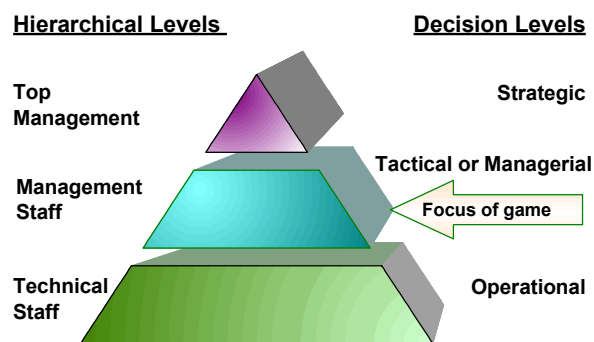 Hierarchical Levels
Decision Levels
Top
Management
Strategic
Tactical or Managerial
Management
Staff
Focus of game
Technical
Staff
Operational